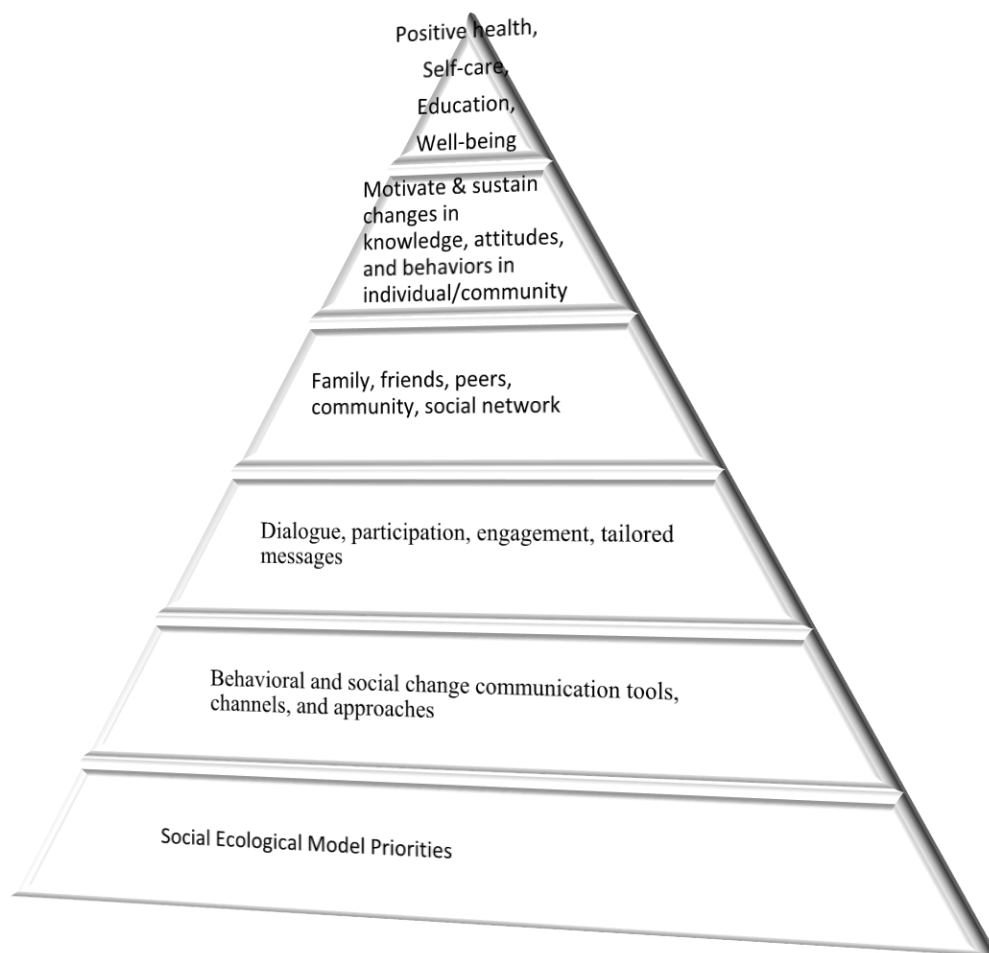 Positive health,
Self-care,
Education,
Well-being
Motivate & sustain
changes in
knowledge, attitudes,
and behaviors in
individual/community
Family, friends, peers,
community, social network
Dialogue, participation, engagement, tailored
messages
Behavioral and social change communication tools,
channels, and approaches
Social Ecological Model Priorities